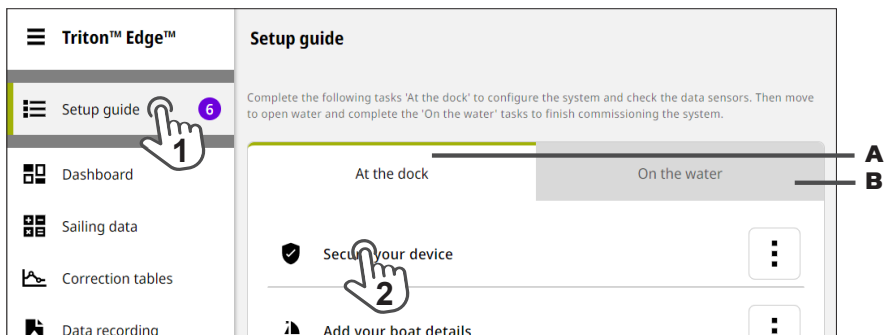 Triton™ Edge™
Setup guide
Setup guide
6
1
Complete the following tasks 'At the dock' to configure the system and check the data sensors. Then move
to open water and complete the 'On the water' tasks to finish commissioning the system.
A
B
Dashboard
At the dock
On the water
Sailing data
Secure your device
2
Correction tables
Data recording
Add your boat details